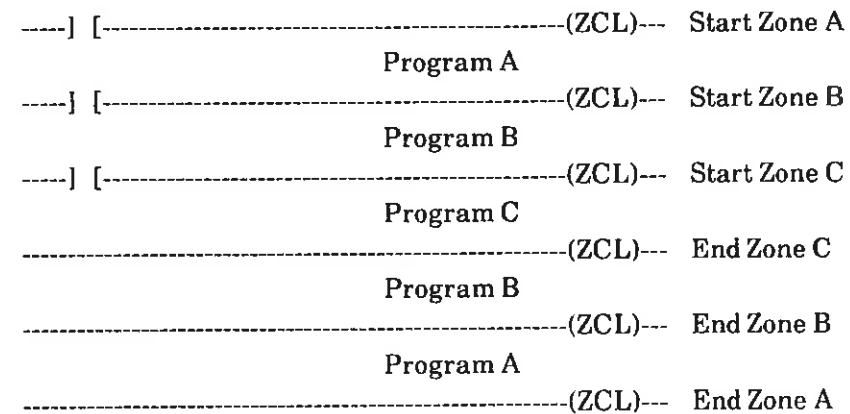 -----] [-----------------------------------------------(ZCL)--- Start Zone A
Program A
-----] [-----------------------------------------------(ZCL)--- Start Zone B
Program B
-----] [-----------------------------------------------(ZCL)--- Start Zone C
Program C
-------------------------------------------------------(ZCL)--- End Zone C
Program B
-------------------------------------------------------(ZCL)--- End Zone B
Program A
-------------------------------------------------------(ZCL)--- End Zone A